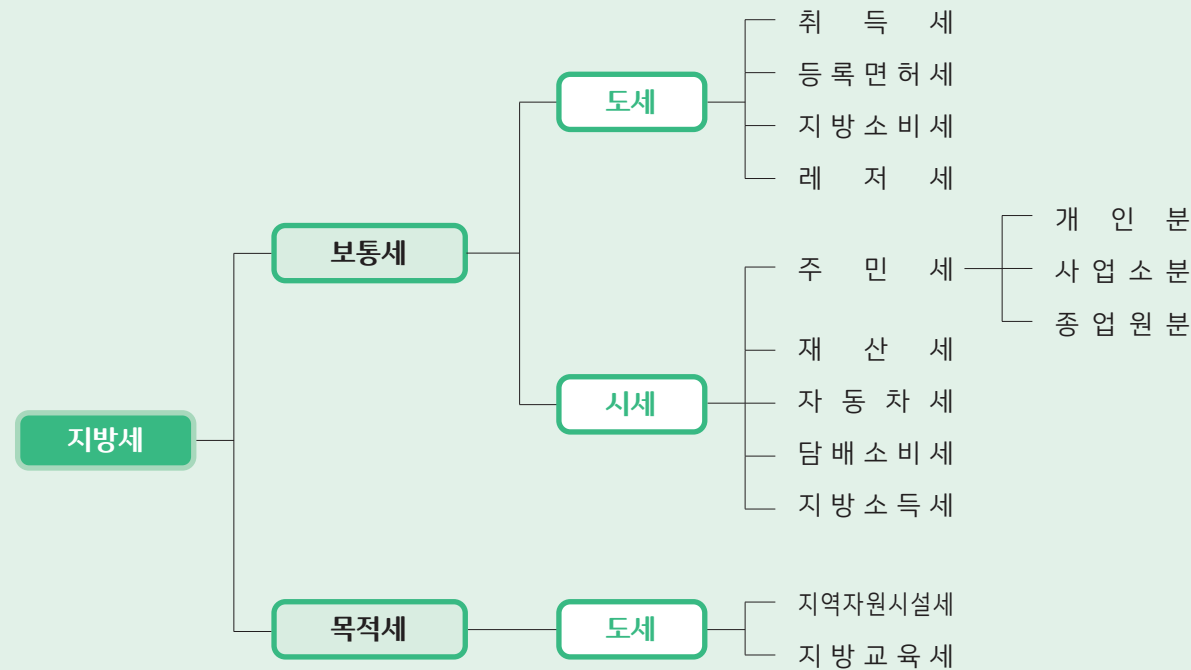 지방세
보통세
도세
취득세
등록면허세
지방소비세
레저세
시세
주민세
개인분
사업소분
종업원분
재산세
자동차세
담배소비세
지방소득세
목적세
도세
지역자원시설세
지방교육세